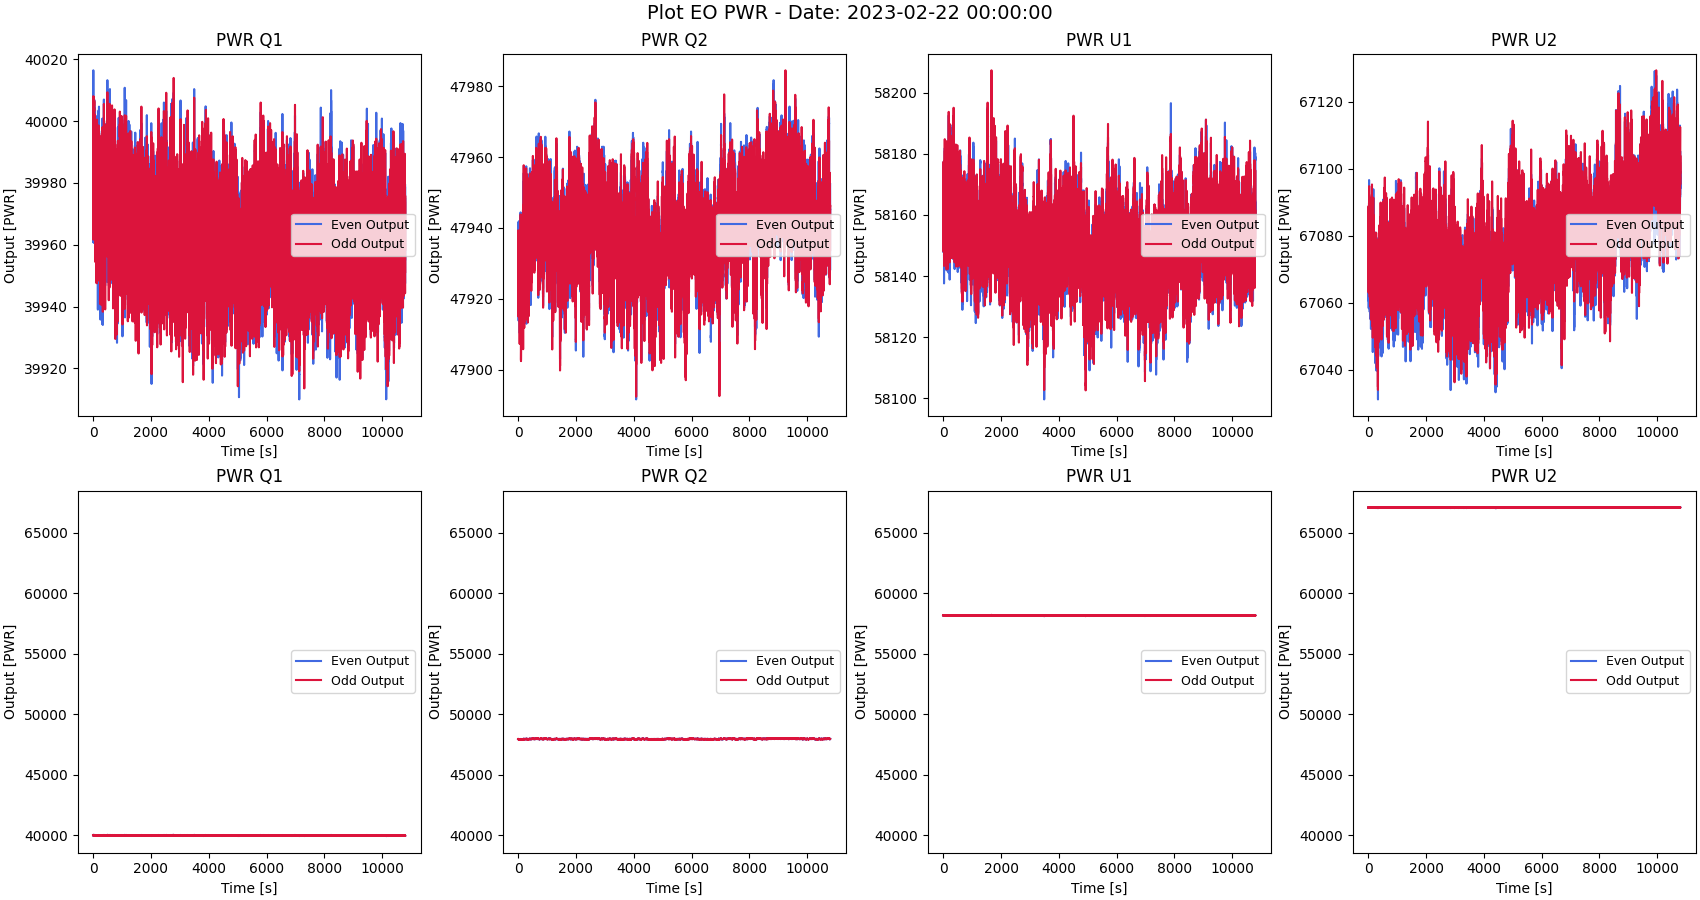 Plot EO PWR - Date: 2023-02-22 00:00:00
PWR Q1
Output [PWR]
40020
40000
39980
39960
39940
39920
0 2000 4000 6000 8000 10000
Time [s]
Even Output
Odd Output
PWR Q2
Output [PWR]
47980
47960
47940
47920
47900
0 2000 4000 6000 8000 10000
Time [s]
Even Output
Odd Output
PWR U1
Output [PWR]
58200
58180
58160
58140
58120
58100
0 2000 4000 6000 8000 10000
Time [s]
Even Output
Odd Output
PWR U2
Output [PWR]
67120
67100
67080
67060
67040
0 2000 4000 6000 8000 10000
Time [s]
Even Output
Odd Output
PWR Q1
Output [PWR]
65000
60000
55000
50000
45000
40000
0 2000 4000 6000 8000 10000
Time [s]
Even Output
Odd Output
PWR Q2
Output [PWR]
65000
60000
55000
50000
45000
40000
0 2000 4000 6000 8000 10000
Time [s]
Even Output
Odd Output
PWR U1
Output [PWR]
65000
60000
55000
50000
45000
40000
0 2000 4000 6000 8000 10000
Time [s]
Even Output
Odd Output
PWR U2
Output [PWR]
65000
60000
55000
50000
45000
40000
0 2000 4000 6000 8000 10000
Time [s]
Even Output
Odd Output